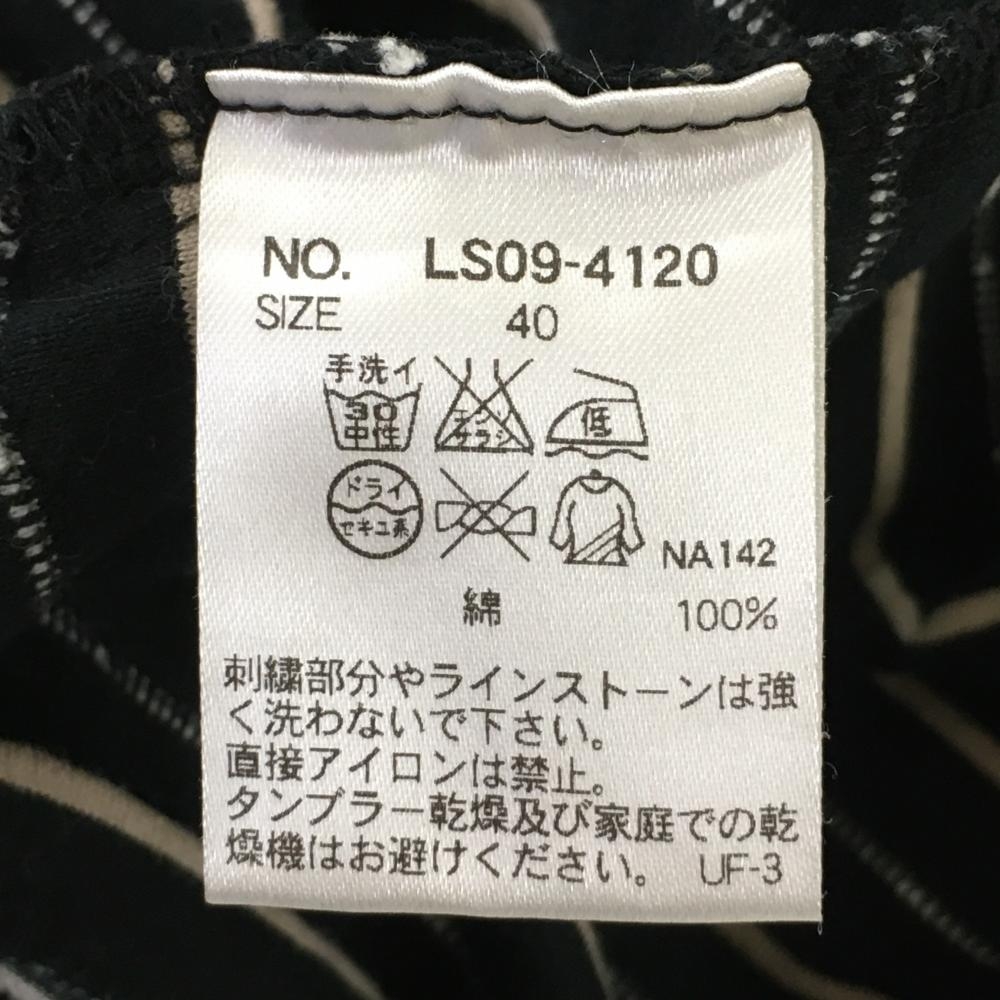 NO. LS09-4120
SIZE 40
手洗イ
30
中性
エンソ
サラシ
低
ドライ
セキユ系
NA142
綿 100%
刺繍部分やラインストーンは強
く洗わないで下さい。
直接アイロンは禁止。
タンブラー乾燥及び家庭での乾
燥機はお避けください。 UF-3